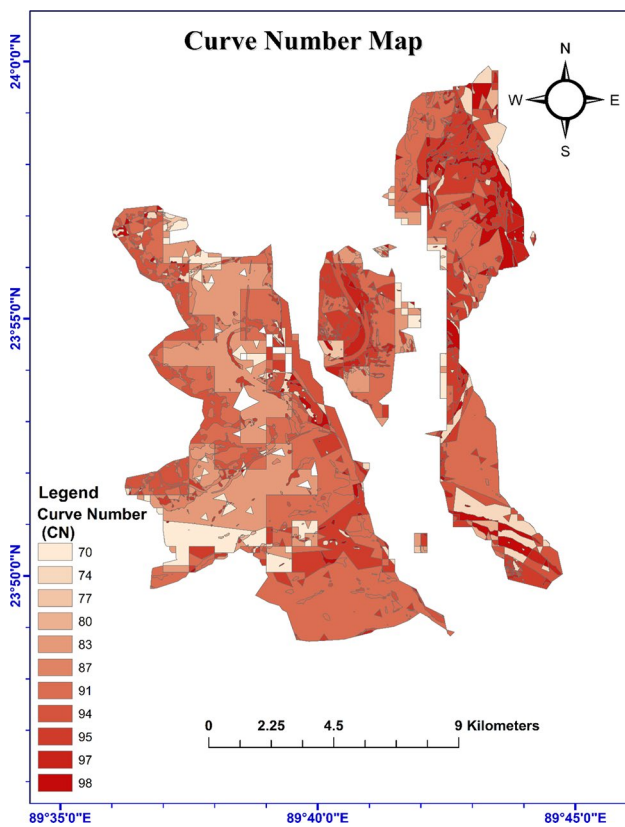 Curve Number Map
N
W E
S
24°0'0"N
23°55'0"N
23°50'0"N
Legend
Curve Number
(CN)
70
74
77
80
83
87
91
94
95
97
98
0 2.25 4.5 9 Kilometers
89°35'0"E 89°40'0"E 89°45'0"E